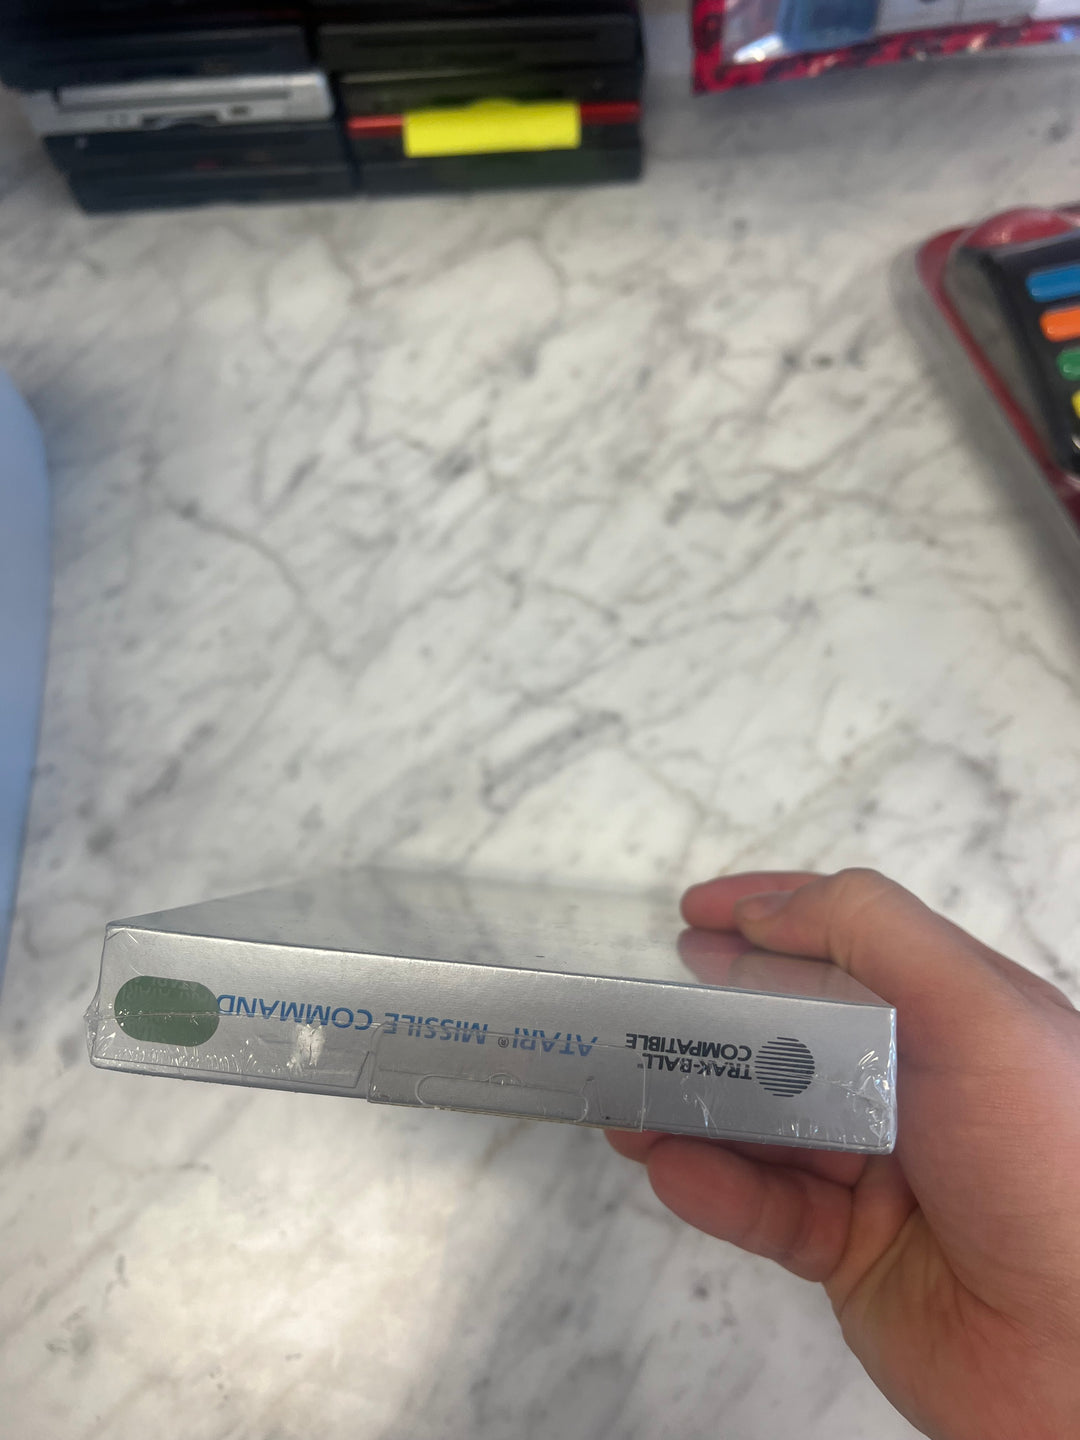 TRAK-BALL™
COMPATIBLE
ATARI® MISSILE COMMAND